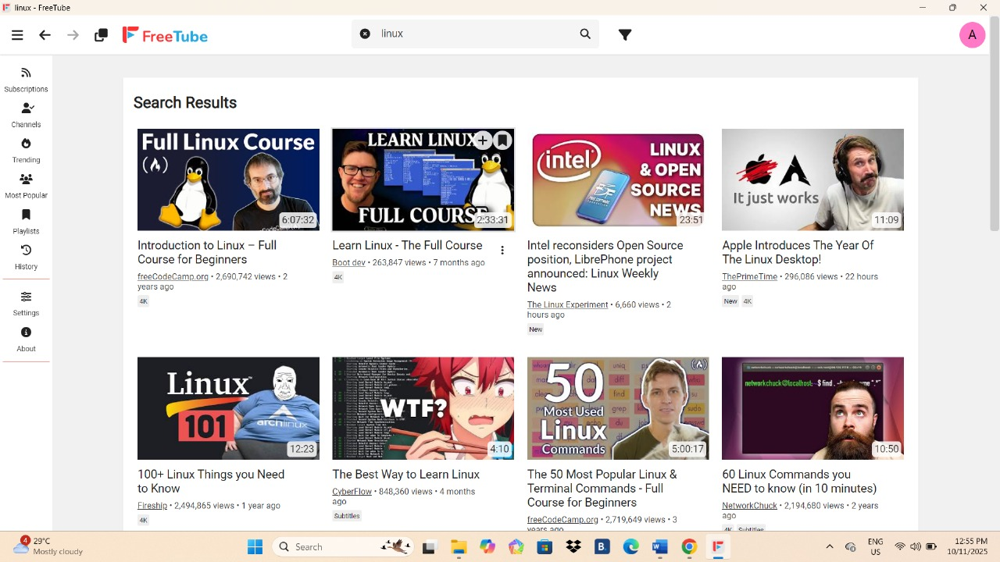 linux - FreeTube
FreeTube
linux
A
Subscriptions
Channels
Trending
Most Popular
Playlists
History
Settings
About
Search Results
Full Linux Course
6:07:32
Introduction to Linux – Full
Course for Beginners
freeCodeCamp.org • 2,690,742 views • 2
years ago
4K
LEARN LINUX
FULL COURSE
2:33:31
Learn Linux - The Full Course
Boot dev • 263,847 views • 7 months ago
4K
intel
LINUX
& OPEN
SOURCE
NEWS
23:51
Intel reconsiders Open Source
position, LibrePhone project
announced: Linux Weekly
News
The Linux Experiment • 6,660 views • 2
hours ago
New
It just works
11:09
Apple Introduces The Year Of
The Linux Desktop!
ThePrimeTime • 296,086 views • 22 hours
ago
New 4K
Linux
101
archlinux
12:23
100+ Linux Things you Need
to Know
Fireship • 2,494,865 views • 1 year ago
4K
WTF?
4:10
The Best Way to Learn Linux
CyberFlow • 848,360 views • 4 months
ago
Subtitles
50
Most Used
Linux
Commands
uniq
diff
find
grep
5:00:17
The 50 Most Popular Linux &
Terminal Commands - Full
Course for Beginners
freeCodeCamp.org • 2,719,649 views • 3
years ago
networkchuck@localhost:~$ find .
10:50
60 Linux Commands you
NEED to know (in 10 minutes)
NetworkChuck • 2,194,680 views • 2 years
ago
4K Subtitles
4
29°C
Mostly cloudy
Search
ENG
US
12:55 PM
10/11/2025